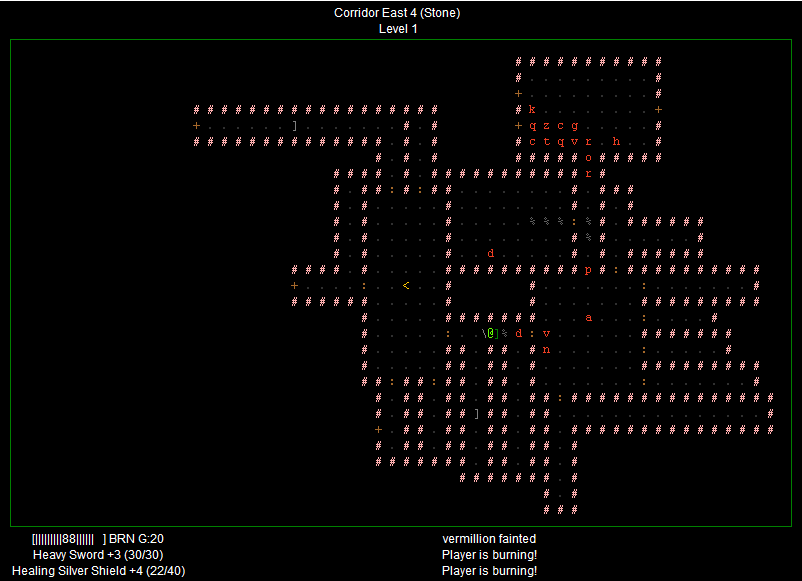 Corridor East 4 (Stone)
Level 1
# # # # # # # # # # #
# . . . . . . . . . #
+ . . . . . . . . . #
# # # # # # # # # # # # # # # # # # # k . . . . . . . . +
+ . . . . . . ] . . . . . . . # . # + q z c g . . . . . #
# # # # # # # # # # # # # # . # . # # c t q v r . h . . #
# . # . # # # # # # o # # # # #
# # # # . # . # # # # # # # # # # r #
# . # . : . : . # . . . . . . . . # . # # #
# . # . . . . . # . . . . . . . . # . # . #
# . # . . . . . # . . . . . % % % : % # . # # # # # #
# . # . . . . . # . . . . . . . . # % # . . . . . #
# . # . . . . . # . . d . . . . . # . # . # # # # # #
# # # # . # . . . . . # # # # # # # # # # p # : # # # # # # # # # #
+ . . . . : . . < . . # # . . . . . . . : . . . . . . . #
# # # # # # . . . . . # # . . . . . . . # # # # # # # # #
# . . . . . # # # # # # # . . . a . . . : . . . . #
# . . . . . : . . \@]% d : v . . . . . . # # # # # # #
# . . . . . # # . # # . # n . . . . . . : . . . . . #
# . . . . . # . # # . # . . . . . . . # # # # # # # # #
# # : # # : # . # # . # . . . . . . . : . . . . . . . #
# . # # . # # . # # . # # : # # # # # # # # # # # # # # #
# . # # . # # ] # # . # # . . . . . . . . . . . . . . #
+ . # # . # # . # # . # # . # # # # # # # # # # # # # # #
# . # # . # # . # # . # # . #
# # # # # # # . # # . # # . #
# # # # # # # . #
# . #
# # #
[|||||||||88|||||| ] BRN G:20
Heavy Sword +3 (30/30)
Healing Silver Shield +4 (22/40)
vermillion fainted
Player is burning!
Player is burning!